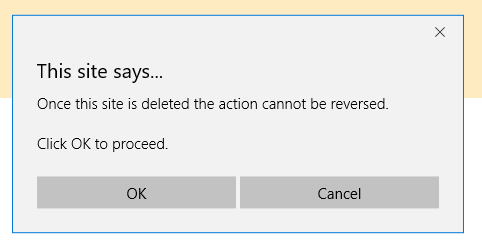 This site says...
Once this site is deleted the action cannot be reversed.
Click OK to proceed.
OK
Cancel